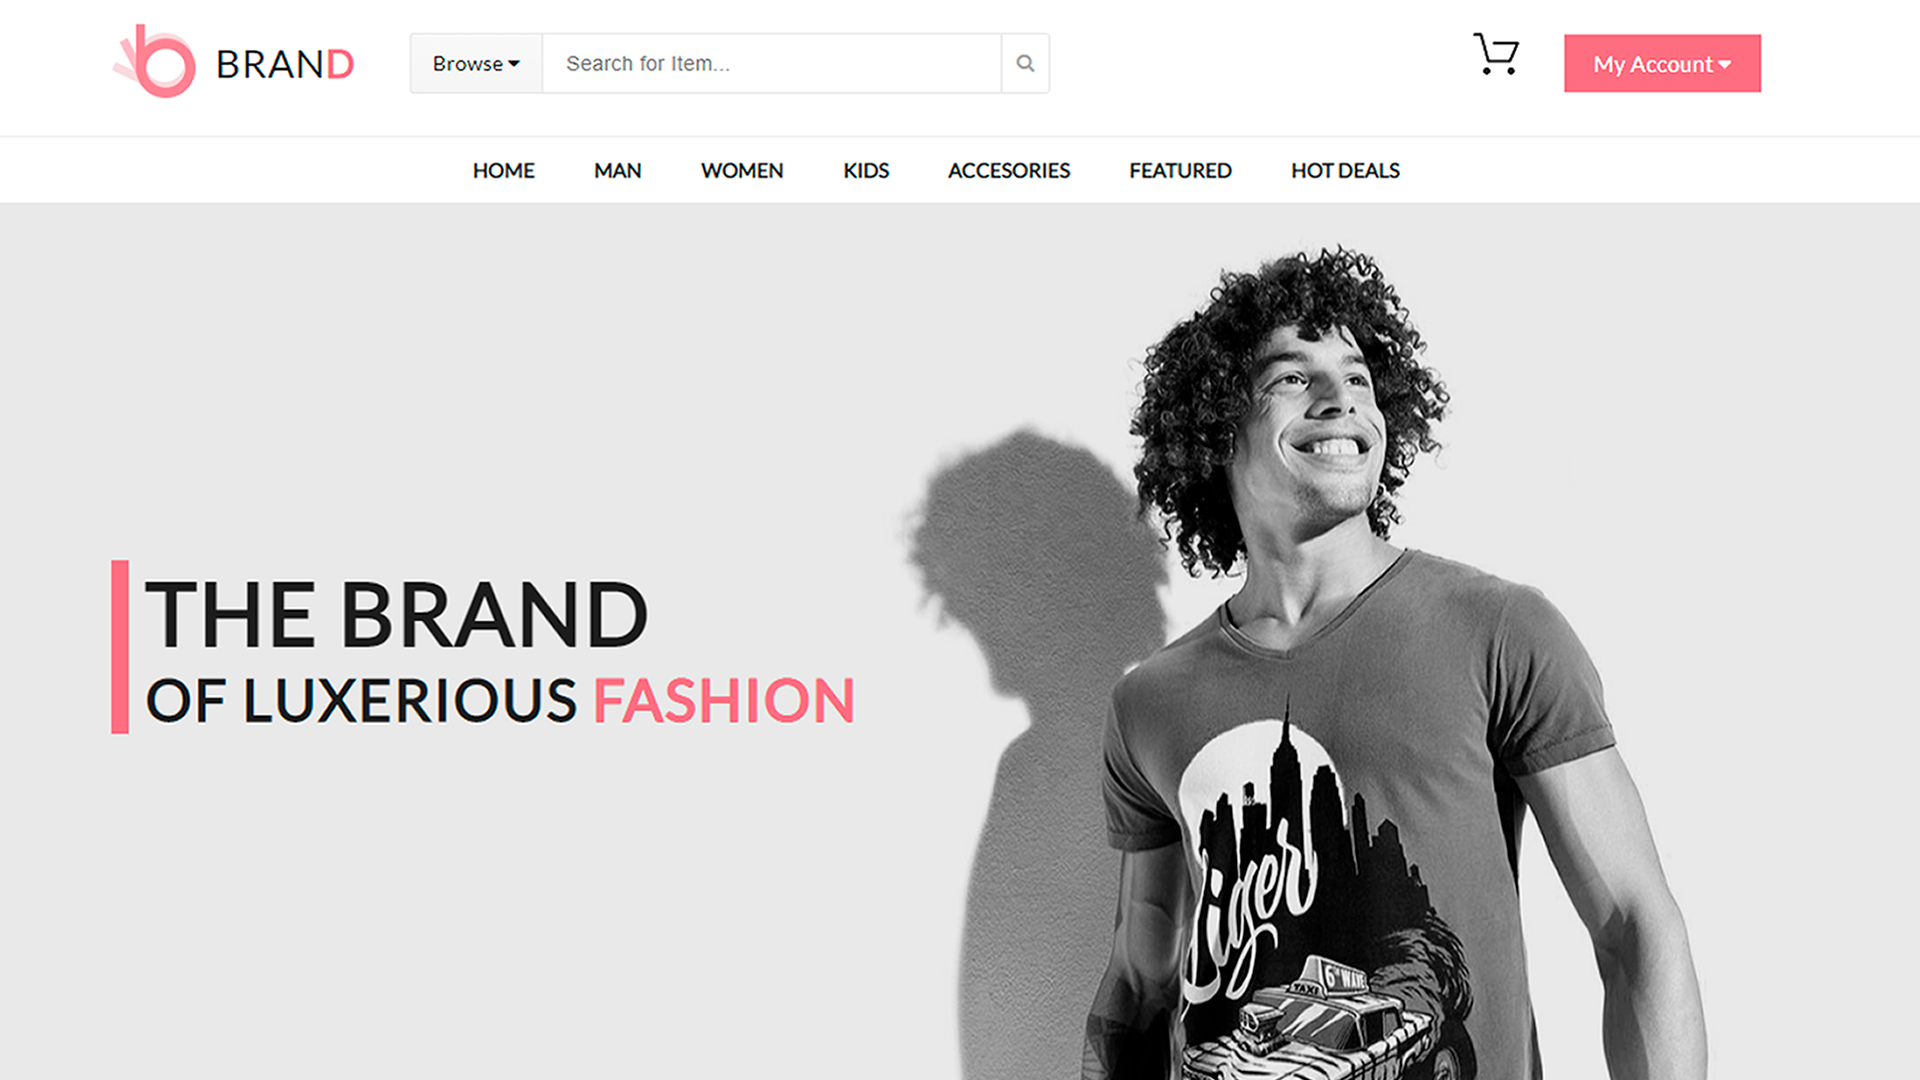 BRAND
Browse
Search for Item...
My Account
HOME
MAN
WOMEN
KIDS
ACCESORIES
FEATURED
HOT DEALS
THE BRAND
OF LUXERIOUS FASHION
Liger
6TH WAVE
TAXI